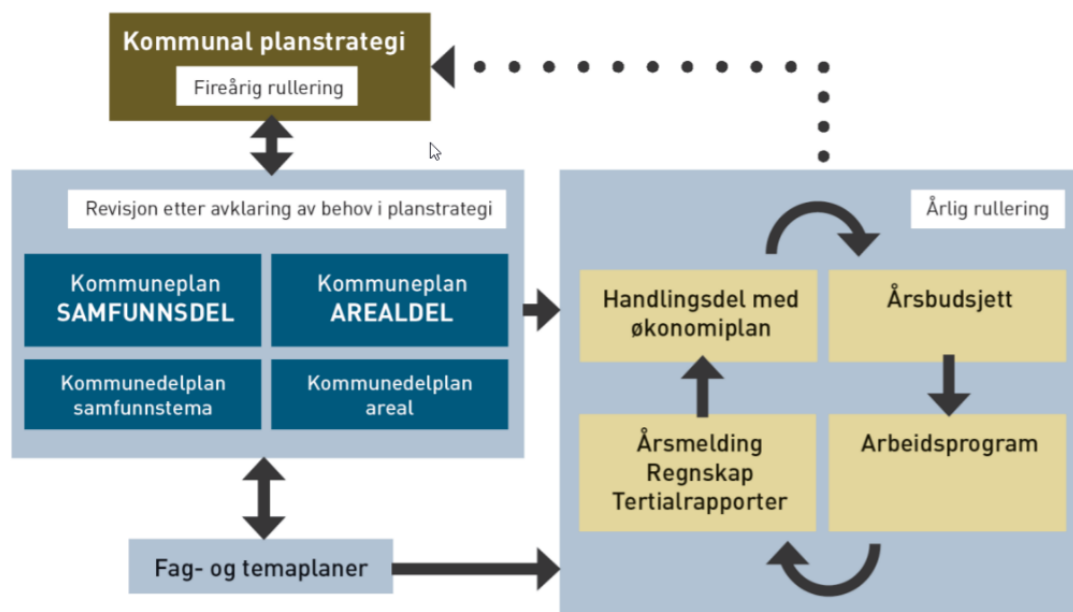 Kommunal planstrategi
Fireårig rullering
Revisjon etter avklaring av behov i planstrategi
Kommuneplan
SAMFUNNSDEL
Kommuneplan
AREALDEL
Kommunedelplan
samfunnstema
Kommunedelplan
areal
Fag- og temaplaner
Årlig rullering
Handlingsdel med
økonomiplan
Årsbudsjett
Årsmelding
Regnskap
Tertialrapporter
Arbeidsprogram